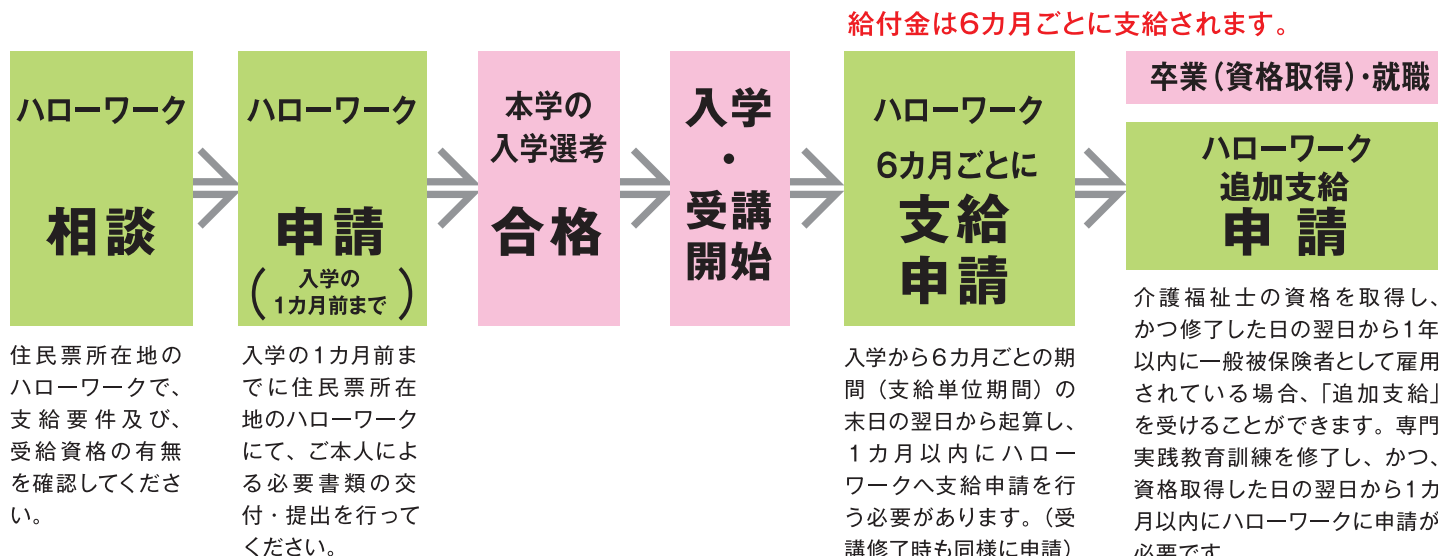 給付金は6カ月ごとに支給されます。
ハローワーク
相談
住民票所在地の
ハローワークで、
支給要件及び、
受給資格の有無
を確認してくださ
い。
ハローワーク
申請
(入学の
1カ月前まで)
入学の1カ月前ま
でに住民票所在
地のハローワーク
にて、ご本人によ
る必要書類の交
付・提出を行って
ください。
本学の
入学選考
合格
入学
・
受講
開始
ハローワーク
6カ月ごとに
支給
申請
入学から6カ月ごとの期
間（支給単位期間）の
末日の翌日から起算し、
1カ月以内にハロー
ワークへ支給申請を行
う必要があります。（受
講修了時も同様に申請）
卒業（資格取得）・就職
ハローワーク
追加支給
申請
介護福祉士の資格を取得し、
かつ修了した日の翌日から1年
以内に一般被保険者として雇用
されている場合、「追加支給」
を受けることができます。専門
実践教育訓練を修了し、かつ、
資格取得した日の翌日から1カ
月以内にハローワークに申請が
必要です